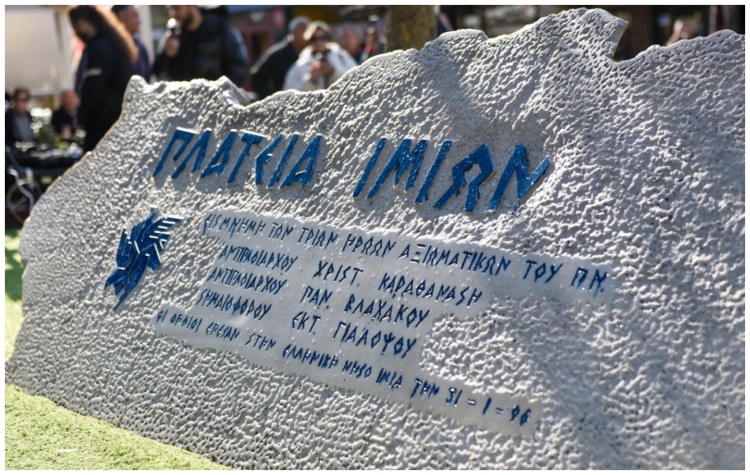 ΠΛΑΤΕΙΑ ΙΜΙΩΝ
ΕΙΣ ΜΝΗΜΗ ΤΩΝ ΤΡΙΩΝ ΗΡΩΩΝ ΑΞΙΩΜΑΤΙΚΩΝ ΤΟΥ Π.Ν.
ΑΝΤΙΠΛΟΙΑΡΧΟΥ ΧΡΙΣΤ. ΚΑΡΑΘΑΝΑΣΗ
ΑΝΤΙΠΛΟΙΑΡΧΟΥ ΠΑΝ. ΒΛΑΧΑΚΟΥ
ΣΗΜΑΙΟΦΟΡΟΥ ΕΚΤ. ΓΙΑΛΟΨΟΥ
ΟΙ ΟΠΟΙΟΙ ΕΠΕΣΑΝ ΣΤΗΝ ΕΛΛΗΝΙΚΗ ΝΗΣΟ ΙΜΙΑ ΤΗΝ 31-1-96